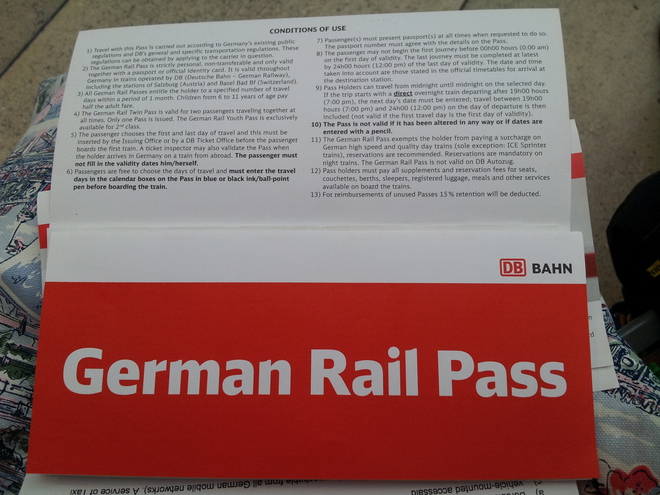 CONDITIONS OF USE
1) Travel with this Pass is carried out according to Germany's existing public
regulations and DB's general and specific transportation regulations. These
regulations can be obtained by applying to the carrier in question.
2) The German Rail Pass is strictly personal, non-transferable and only valid
together with a passport or official identity card. It is valid throughout
Germany in trains operated by DB (Deutsche Bahn – German Railway),
including the stations of Salzburg (Austria) and Basel Bad Bf (Switzerland).
3) All German Rail Passes entitle the holder to a specified number of travel
days within a period of 1 month. Children from 6 to 11 years of age pay
half the adult fare.
4) The German Rail Twin Pass is valid for two passengers traveling together at
all times. Only one Pass is issued. The German Rail Youth Pass is exclusively
available for 2nd class.
5) The passenger chooses the first and last day of travel and this must be
inserted by the Issuing Office or by a DB Ticket Office before the passenger
boards the first train. A ticket inspector may also validate the Pass when
the holder arrives in Germany on a train from abroad. The passenger must
not fill in the validity dates him/herself.
6) Passengers are free to choose the days of travel and must enter the travel
days in the calendar boxes on the Pass in blue or black ink/ball-point
pen before boarding the train.
7) Passenger(s) must present passport(s) at all times when requested to do so.
The passport number must agree with the details on the Pass.
8) The passenger may not begin the first journey before 00h00 hours (0:00 am)
on the first day of validity. The last journey must be completed at latest
by 24h00 hours (12:00 pm) of the last day of validity. The date and time
taken into account are those stated in the official timetables for arrival at
the destination station.
9) Pass Holders can travel from midnight until midnight on the selected day.
If the trip starts with a direct overnight train departing after 19h00 hours
(7:00 pm), the next day's date must be entered; travel between 19h00
hours (7:00 pm) and 24h00 (12:00 pm) on the day of departure is then
included (not valid if the first travel day is the first day of validity).
10) The Pass is not valid if it has been altered in any way or if dates are
entered with a pencil.
11) The German Rail Pass exempts the holder from paying a surcharge on
German high speed and quality day trains (sole exception: ICE Sprinter
trains), reservations are recommended. Reservations are mandatory on
night trains. The German Rail Pass is not valid on DB Autozug.
12) Pass holders must pay all supplements and reservation fees for seats,
couchettes, berths, sleepers, registered luggage, meals and other services
available on board the trains.
13) For reimbursements of unused Passes 15% retention will be deducted.
DB BAHN
German Rail Pass
from all German mobile networks). A service of Taxi
vehicle-mounted